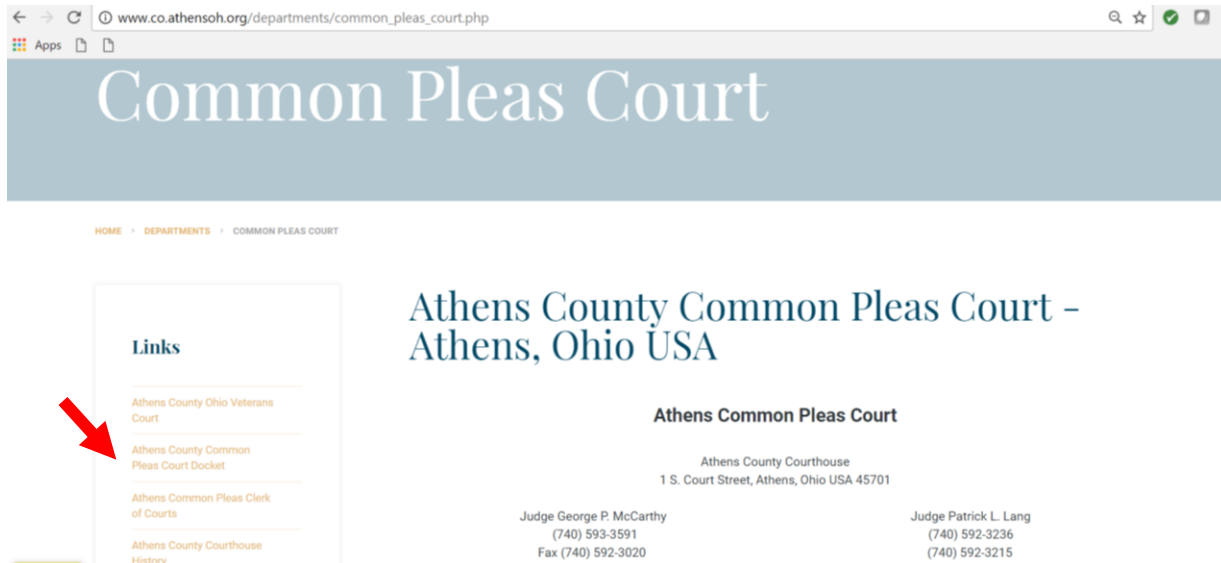 www.co.athensoh.org/departments/common_pleas_court.php
Apps
Common Pleas Court
HOME › DEPARTMENTS › COMMON PLEAS COURT
Links
Athens County Ohio Veterans
Court
Athens County Common
Pleas Court Docket
Athens Common Pleas Clerk
of Courts
Athens County Courthouse
History
Athens County Common Pleas Court -
Athens, Ohio USA
Athens Common Pleas Court
Athens County Courthouse
1 S. Court Street, Athens, Ohio USA 45701
Judge George P. McCarthy
(740) 593-3591
Fax (740) 592-3020
Judge Patrick L. Lang
(740) 592-3236
(740) 592-3215